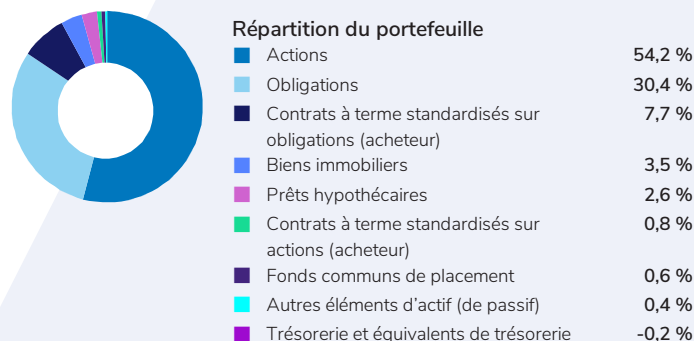 Répartition du portefeuille
Actions 54,2 %
Obligations 30,4 %
Contrats à terme standardisés sur 7,7 %
obligations (acheteur)
Biens immobiliers 3,5 %
Prêts hypothécaires 2,6 %
Contrats à terme standardisés sur 0,8 %
actions (acheteur)
Fonds communs de placement 0,6 %
Autres éléments d’actif (de passif) 0,4 %
Trésorerie et équivalents de trésorerie -0,2 %